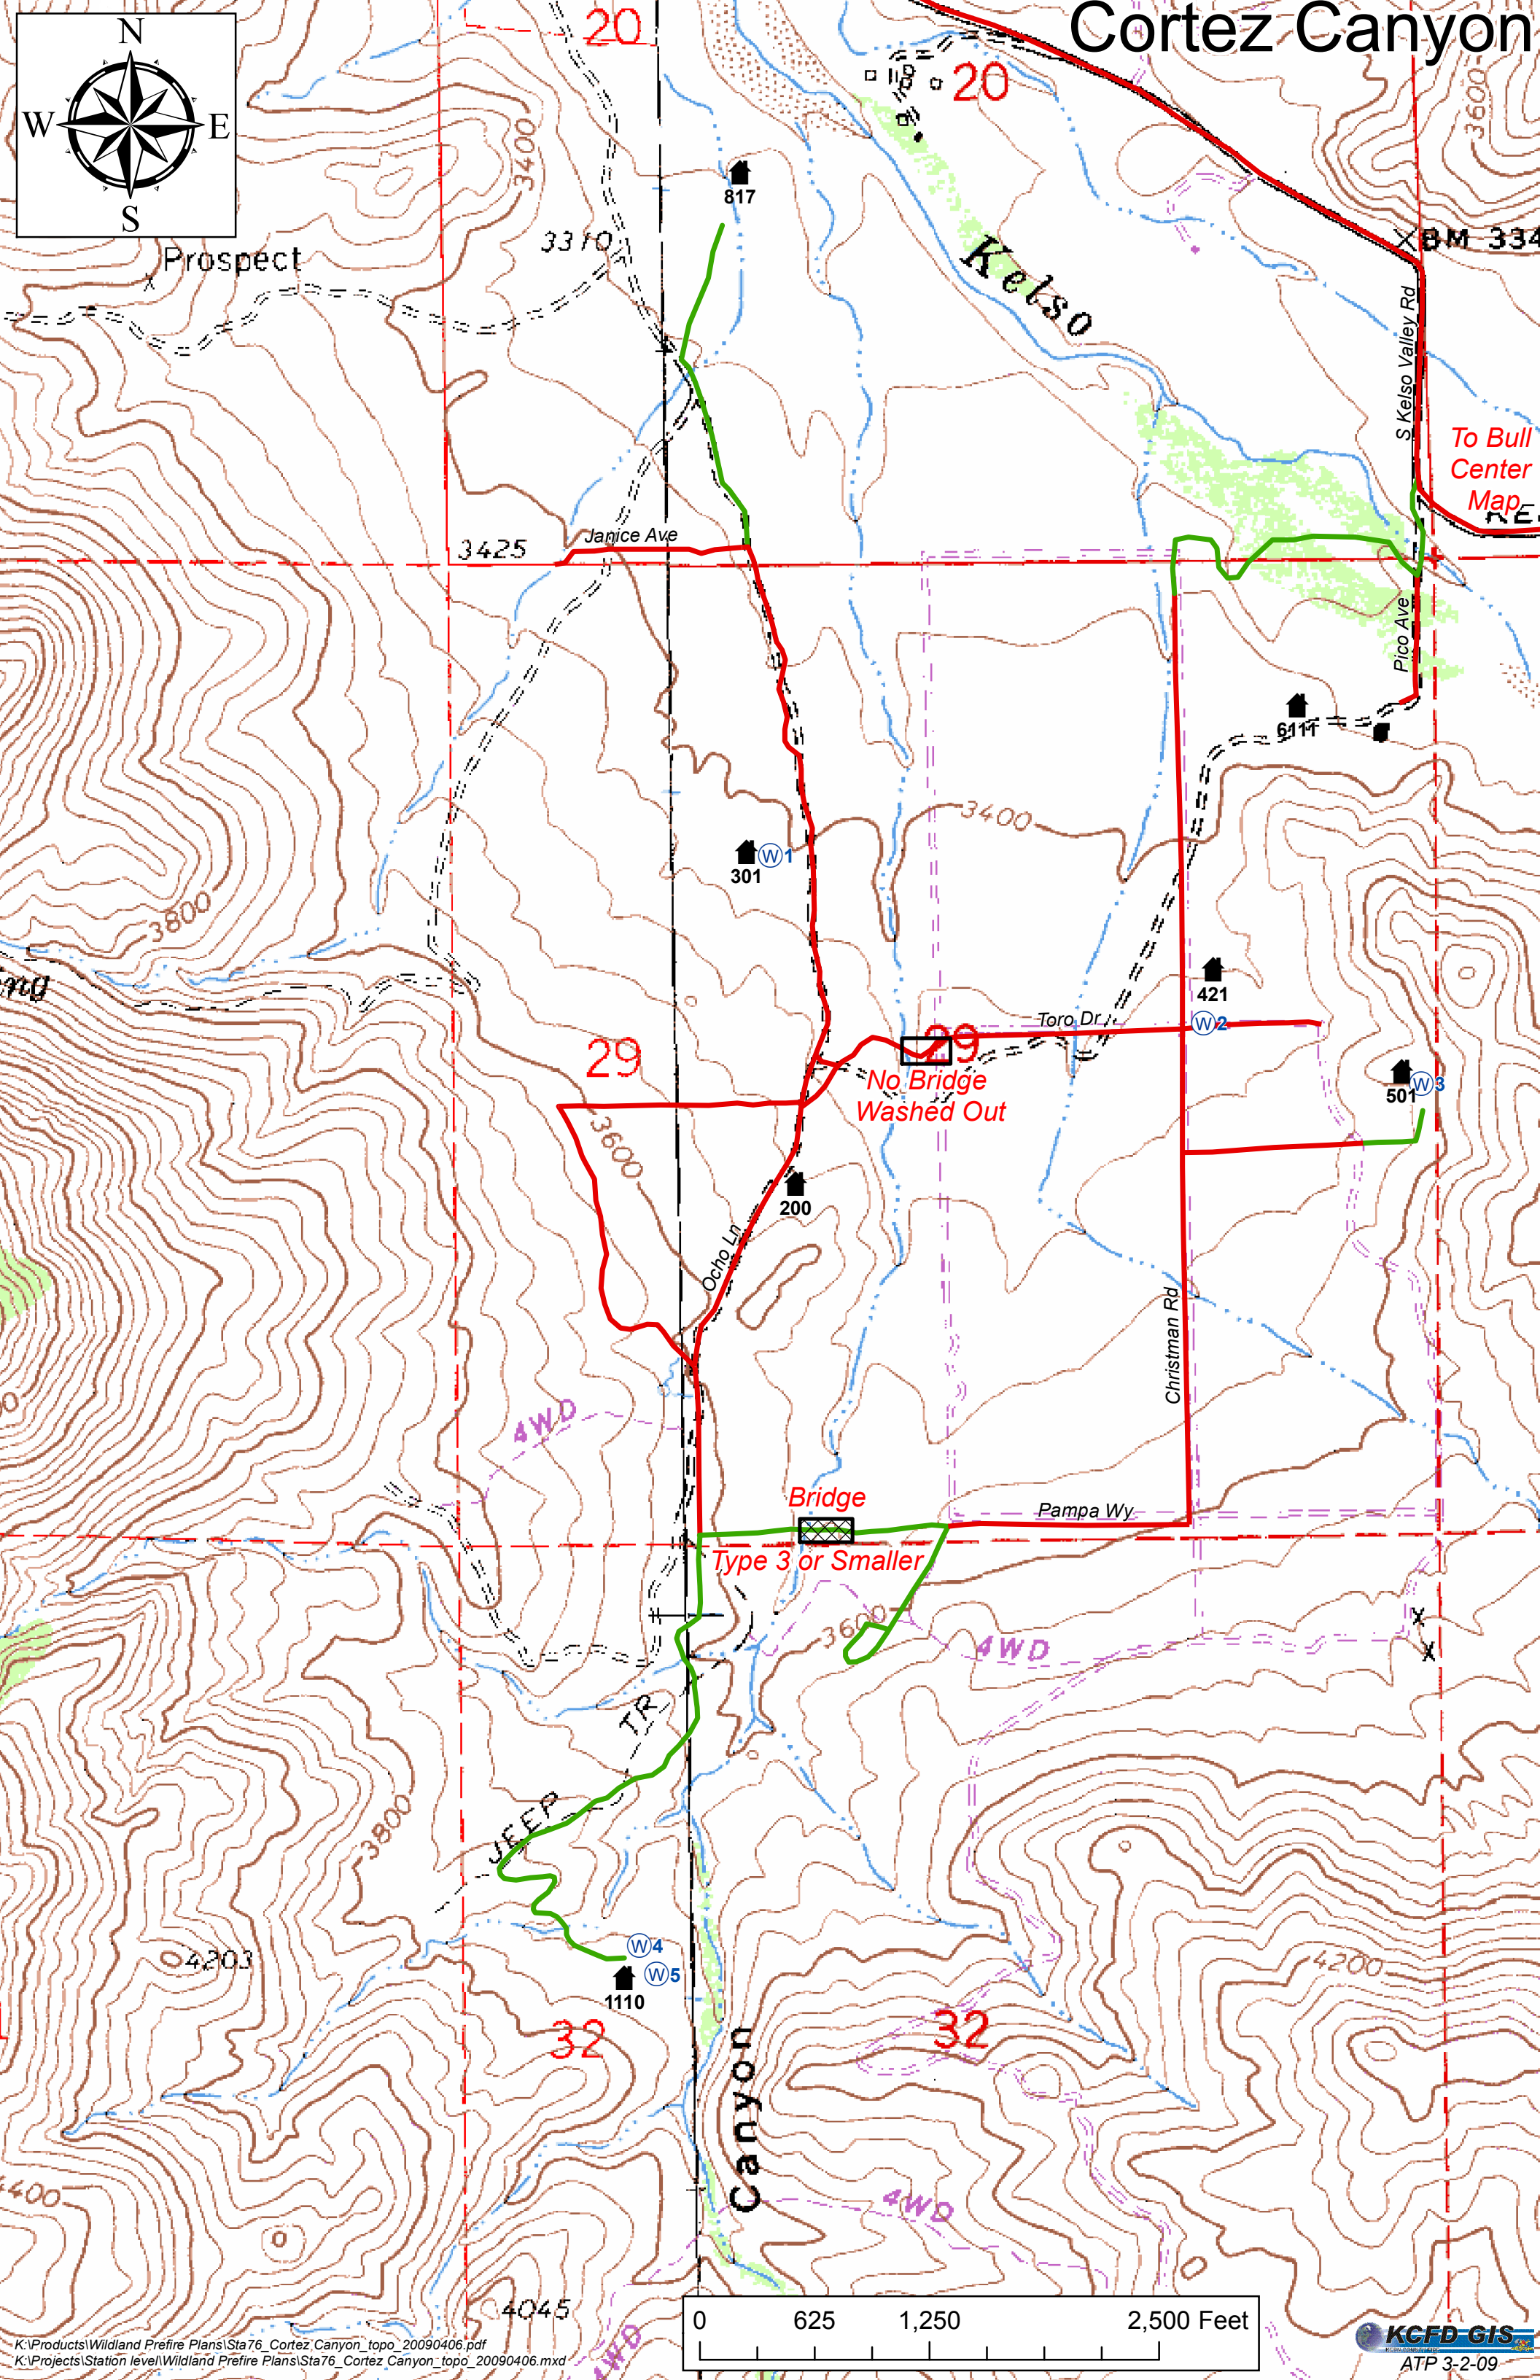 Cortez Canyon
N
W E
S
20
20
3400
3600
817
Prospect
3310
Kelso
BM 334
S Kelso Valley Rd
To Bull
Center
Map
3425
Janice Ave
Pico Ave
6111
3400
W1
301
3800
421
W2
Toro Dr
29
29
No Bridge
Washed Out
W3
501
3600
200
Ocho Ln
Christman Rd
4WD
Bridge
Pampa Wy
Type 3 or Smaller
3600
4WD
TR
JEEP
3800
W4
W5
1110
4203
4200
32
32
Canyon
4WD
4400
4045
4WD
0 625 1,250 2,500 Feet
K:\Products\Wildland Prefire Plans\Sta76_Cortez Canyon_topo_20090406.pdf
K:\Projects\Station level\Wildland Prefire Plans\Sta76_Cortez Canyon_topo_20090406.mxd
KCFD GIS
ATP 3-2-09